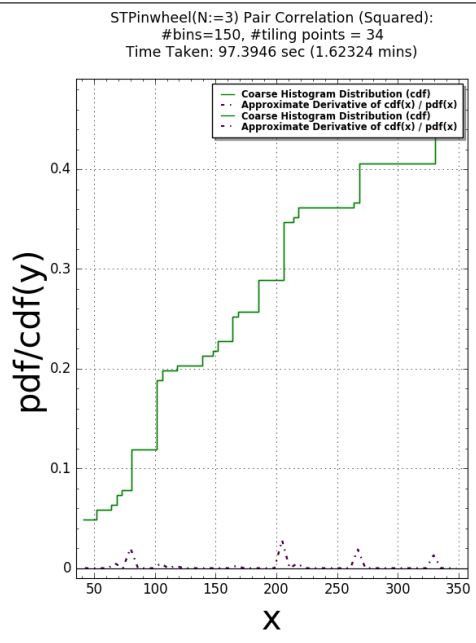 STPinwheel(N:=3) Pair Correlation (Squared):
#bins=150, #tiling points = 34
Time Taken: 97.3946 sec (1.62324 mins)
Coarse Histogram Distribution (cdf)
Approximate Derivative of cdf(x) / pdf(x)
Coarse Histogram Distribution (cdf)
Approximate Derivative of cdf(x) / pdf(x)
0.4
0.3
0.2
0.1
0
pdf/cdf(y)
50 100 150 200 250 300 350
x